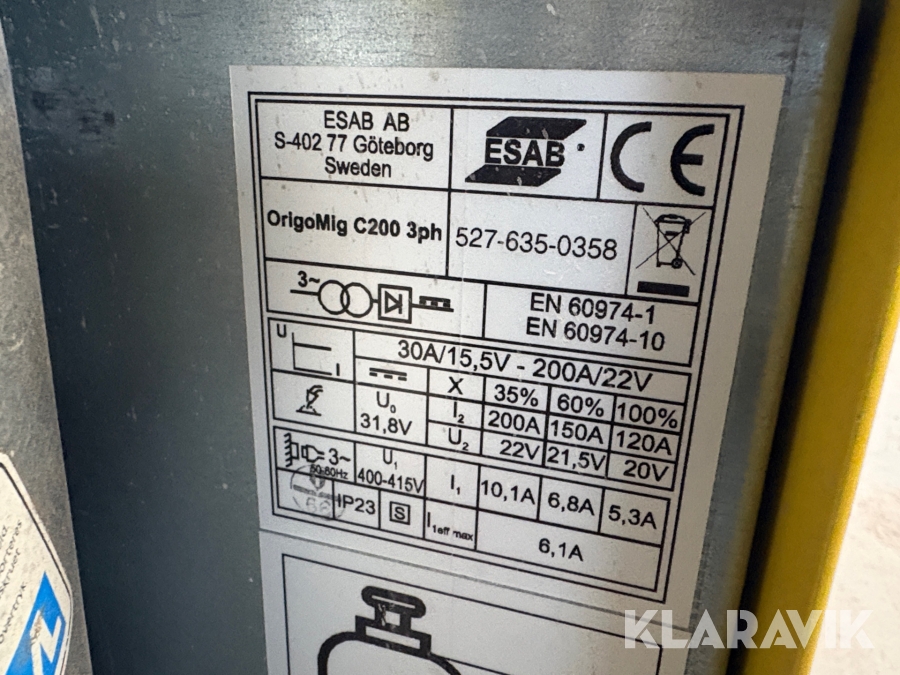 ESAB AB
S-402 77 Göteborg
Sweden
ESAB
CE
OrigoMig C200 3ph
527-635-0358
3~
EN 60974-1
EN 60974-10
U
I
30A/15,5V - 200A/22V
X 35% 60% 100%
U₀
31,8V
I₂ 200A 150A 120A
U₂ 22V 21,5V 20V
3~
50-60Hz
U₁
400-415V
I₁ 10,1A 6,8A 5,3A
IP23
S
I₁eff max
6,1A
KLARAVIK